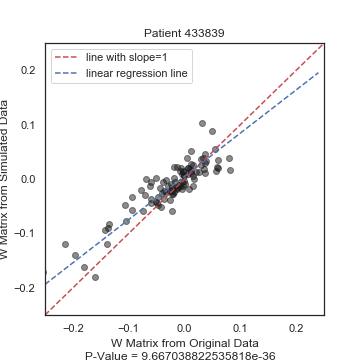 Patient 433839
line with slope=1
linear regression line
W Matrix from Simulated Data
0.2
0.1
0.0
−0.1
−0.2
−0.2
−0.1
0.0
0.1
0.2
W Matrix from Original Data
P-Value = 9.667038822535818e-36